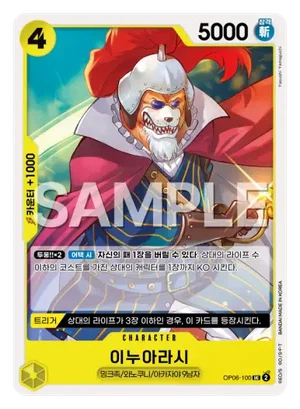 4
5000
참격
斬
카운터 +1000
SAMPLE
두웅!!×2 어택 시 자신의 패 1장을 버릴 수 있다: 상대의 라이프 수
이하의 코스트를 가진 상대의 캐릭터를 1장까지 KO 시킨다.
트리거 상대의 라이프가 3장 이하인 경우, 이 카드를 등장시킨다.
CHARACTER
이누아라시
밍크족/와노쿠니/아카자야 9남자
OP06-100 UC 2